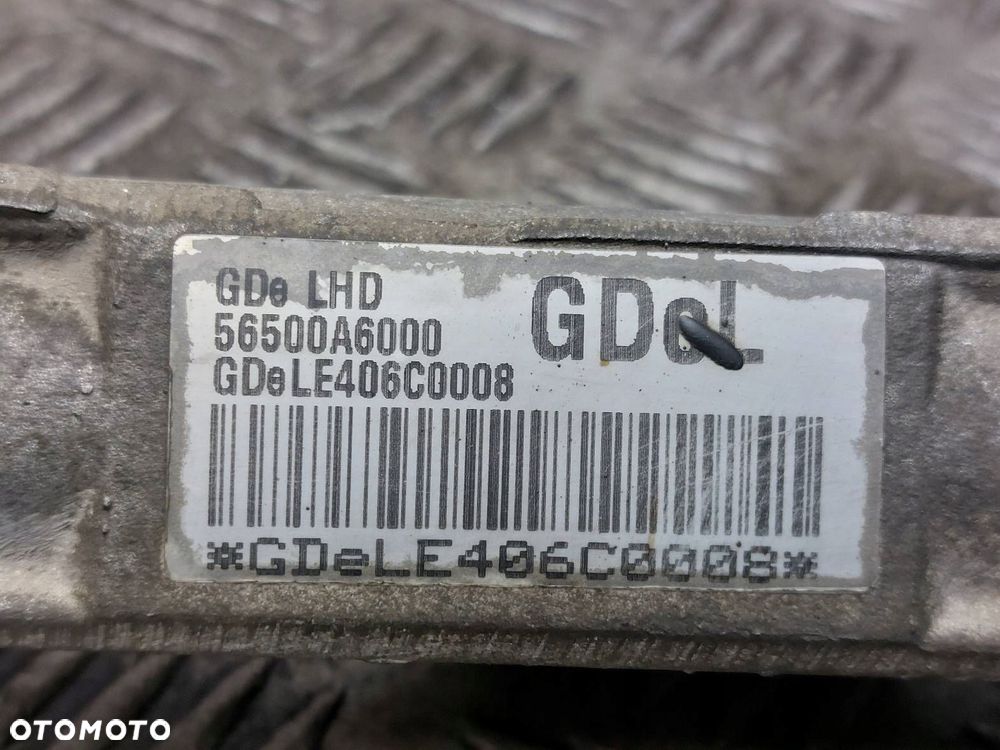 GDe LHD
56500A6000
GDeLE406C0008
GDeL
*GDeLE406C0008*
OTOMOTO